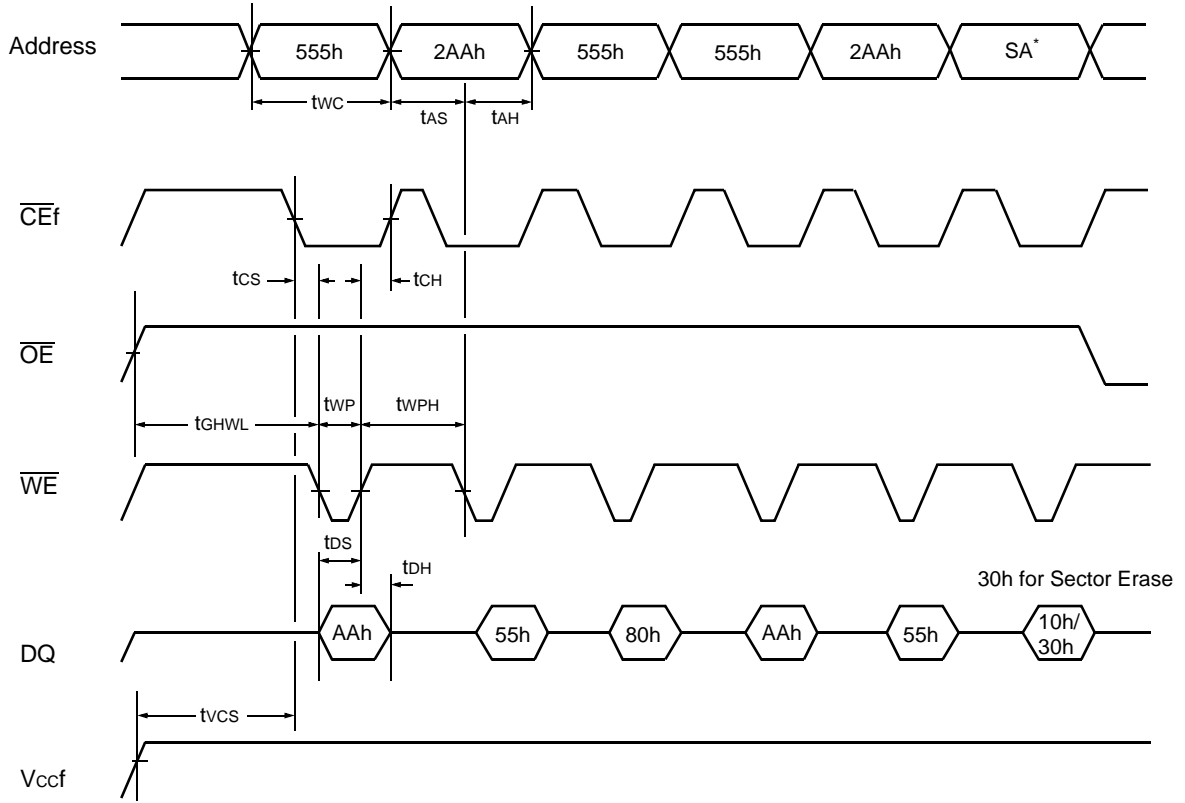 Address 555h 2AAh 555h 555h 2AAh SA*
tWC tAS tAH
CEf
tCS tCH
OE
tGHWL tWP tWPH
WE
tDS
tDH
30h for Sector Erase
DQ AAh 55h 80h AAh 55h 10h/
30h
tVCS
VCCf